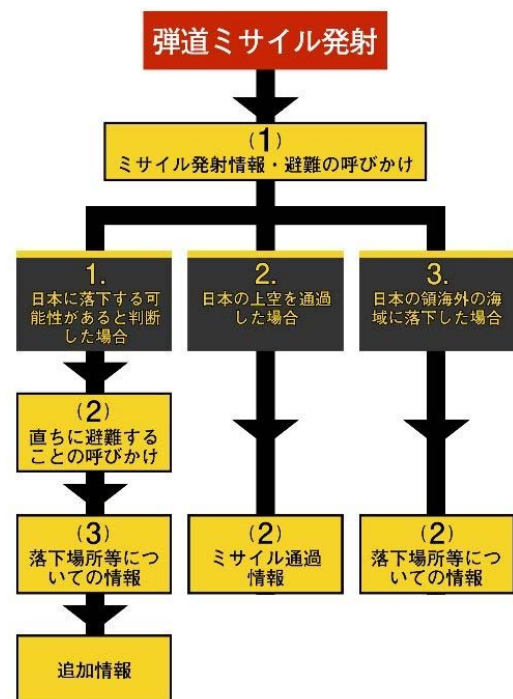 弾道ミサイル発射
(1)
ミサイル発射情報・避難の呼びかけ
1.
日本に落下する可
能性があると判断
した場合
2.
日本の上空を通過
した場合
3.
日本の領海外の海
域に落下した場合
(2)
直ちに避難する
ことの呼びかけ
(3)
落下場所等につ
いての情報
(2)
ミサイル通過
情報
(2)
落下場所等につ
いての情報
追加情報